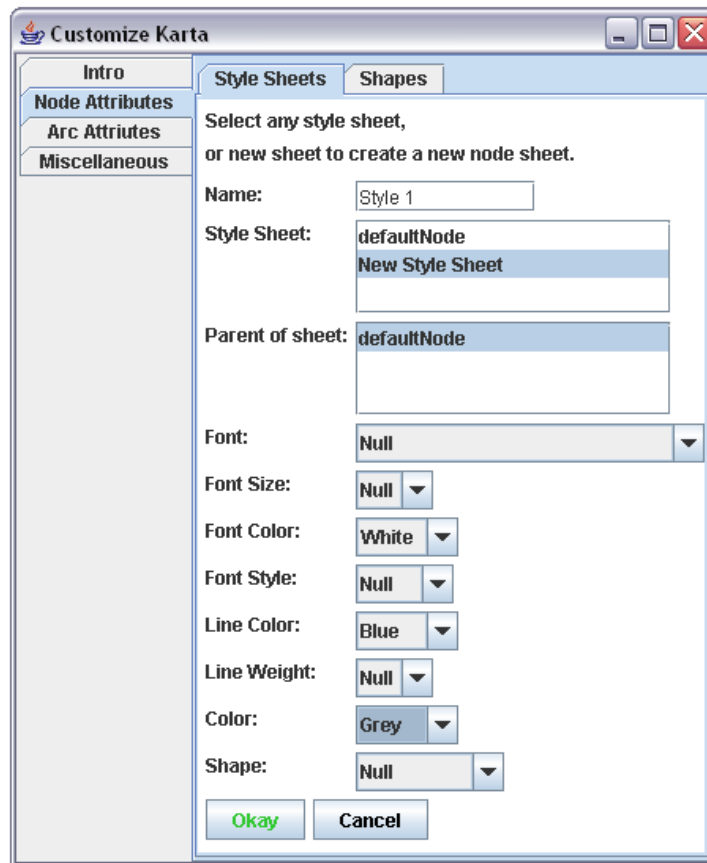 Customize Karta
Intro
Node Attributes
Arc Attriutes
Miscellaneous
Style Sheets Shapes
Select any style sheet,
or new sheet to create a new node sheet.
Name: Style 1
Style Sheet: defaultNode
New Style Sheet
Parent of sheet: defaultNode
Font: Null
Font Size: Null
Font Color: White
Font Style: Null
Line Color: Blue
Line Weight: Null
Color: Grey
Shape: Null
Okay Cancel